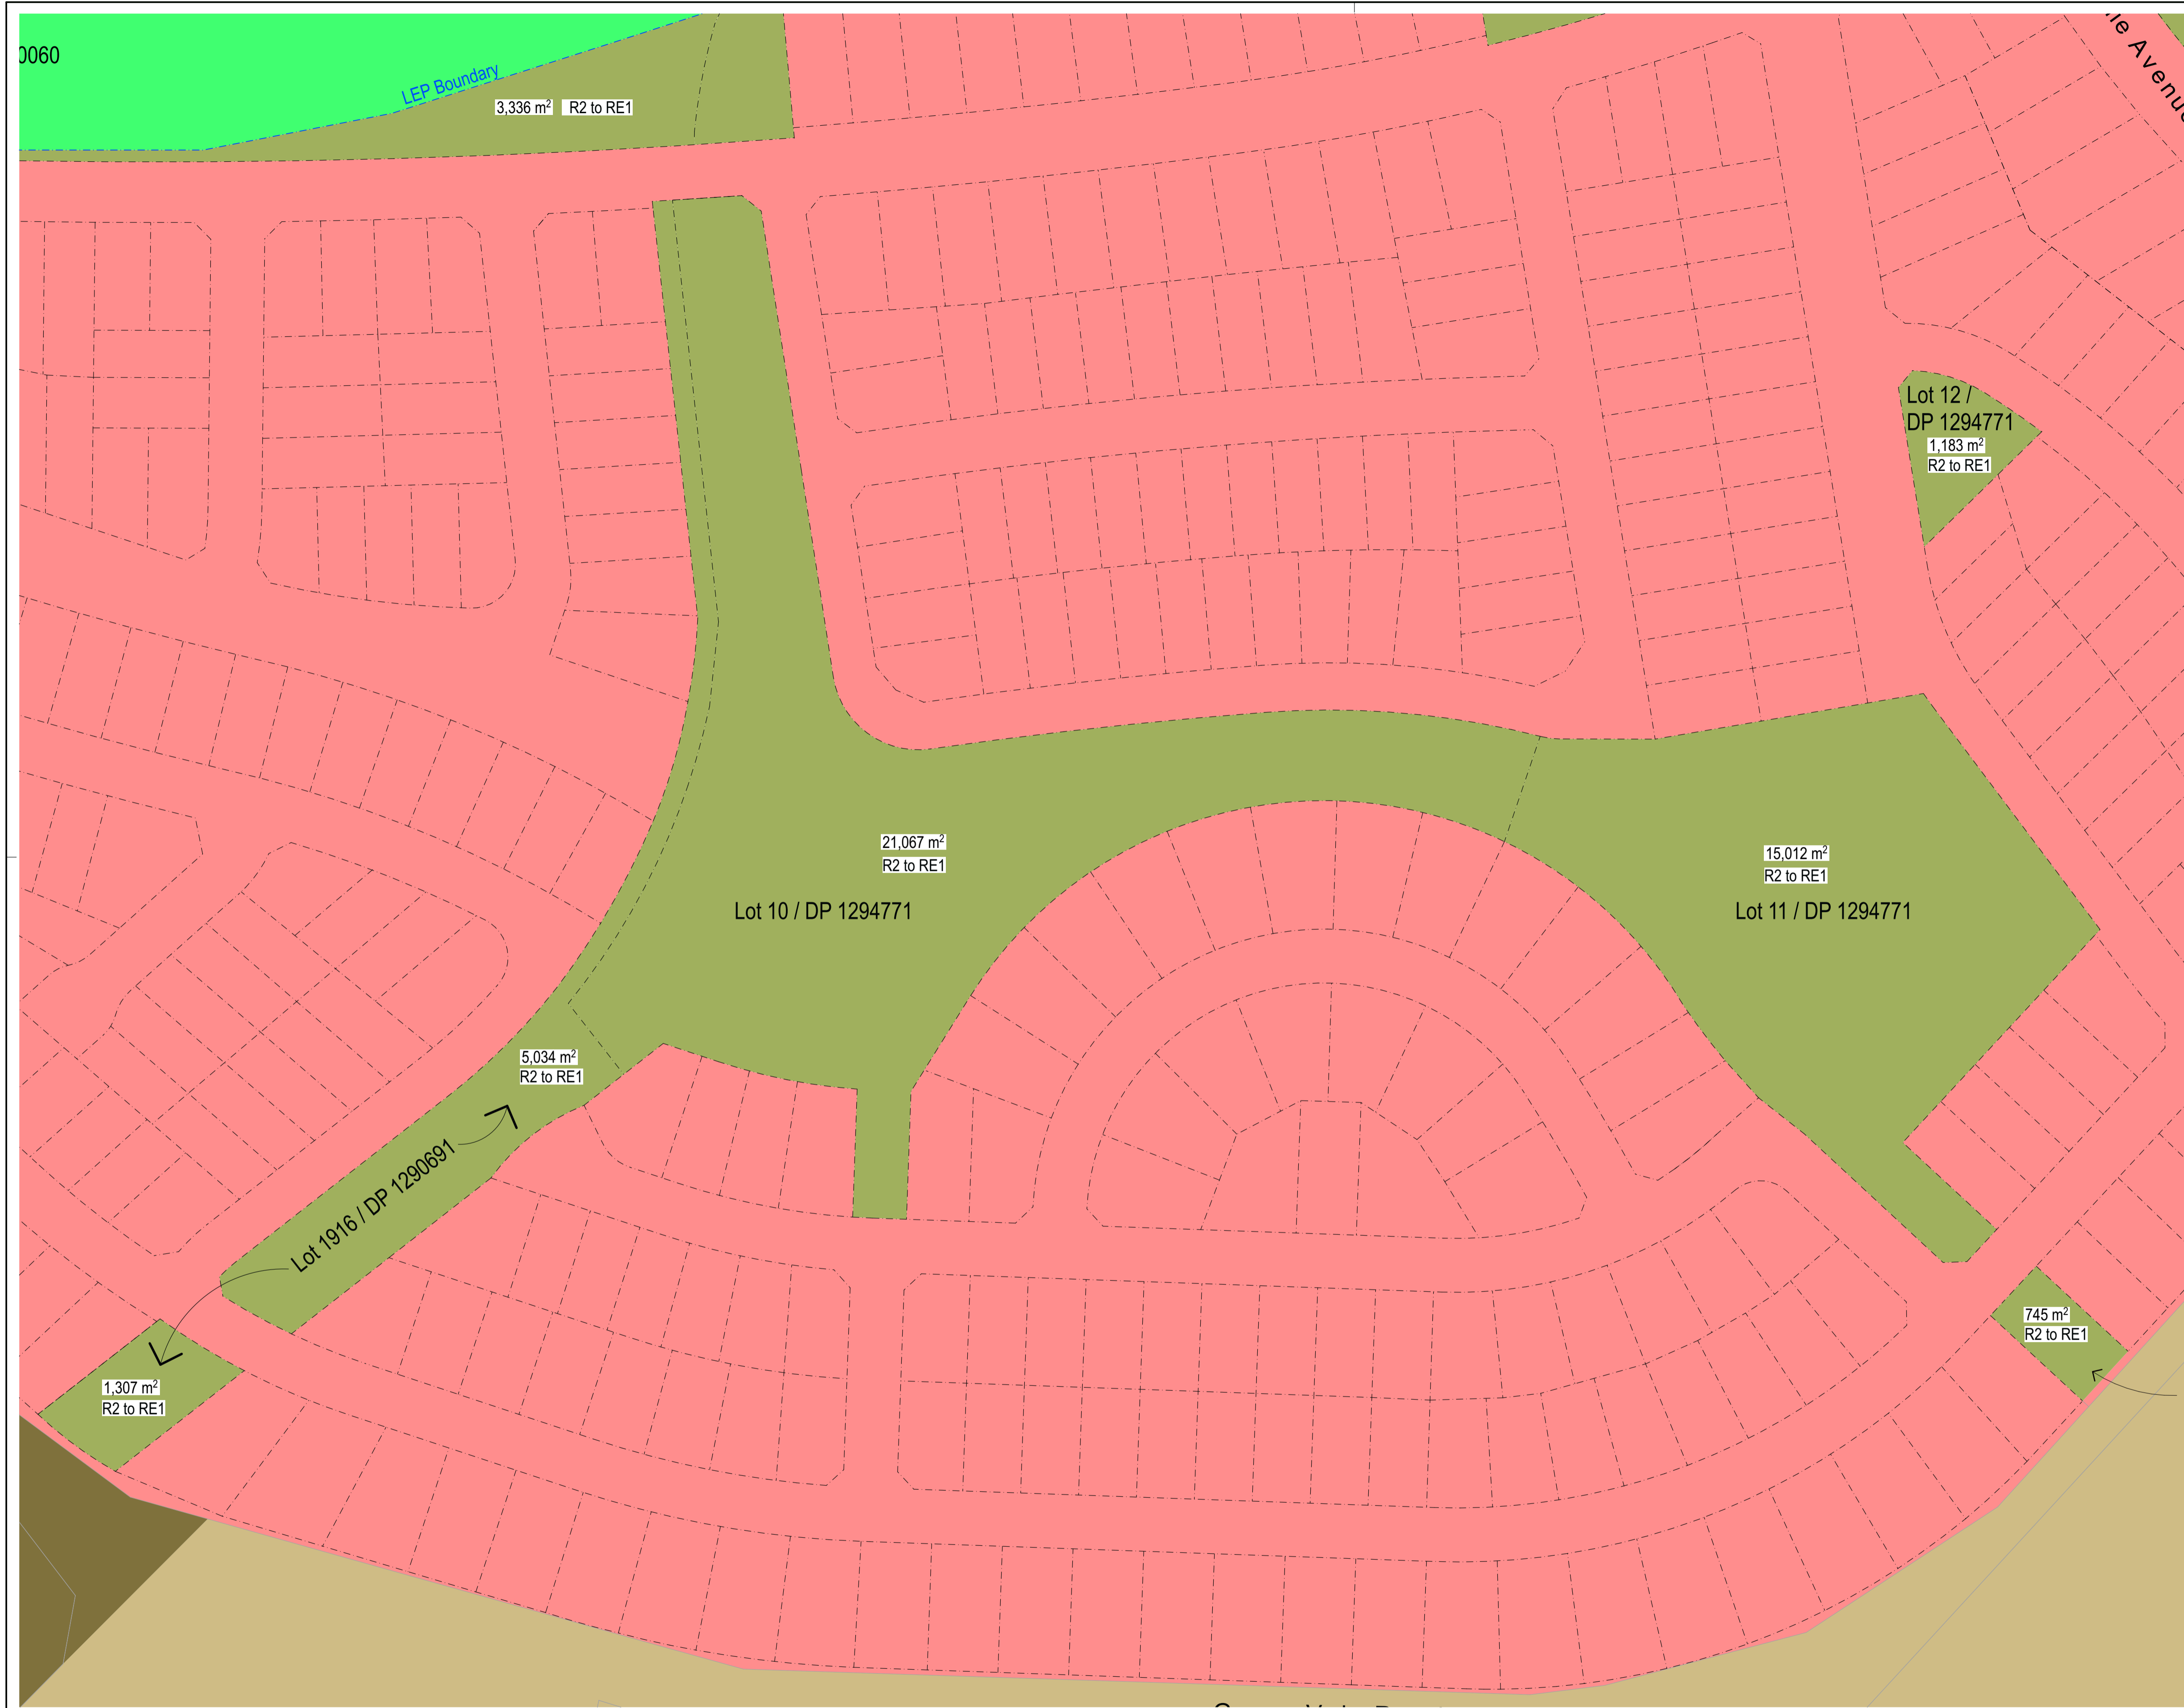 0060
LEP Boundary
3,336 m² R2 to RE1
Avenue
Lot 12 /
DP 1294771
1,183 m²
R2 to RE1
21,067 m²
R2 to RE1
Lot 10 / DP 1294771
15,012 m²
R2 to RE1
Lot 11 / DP 1294771
5,034 m²
R2 to RE1
Lot 1916 / DP 1290691
745 m²
R2 to RE1
1,307 m²
R2 to RE1